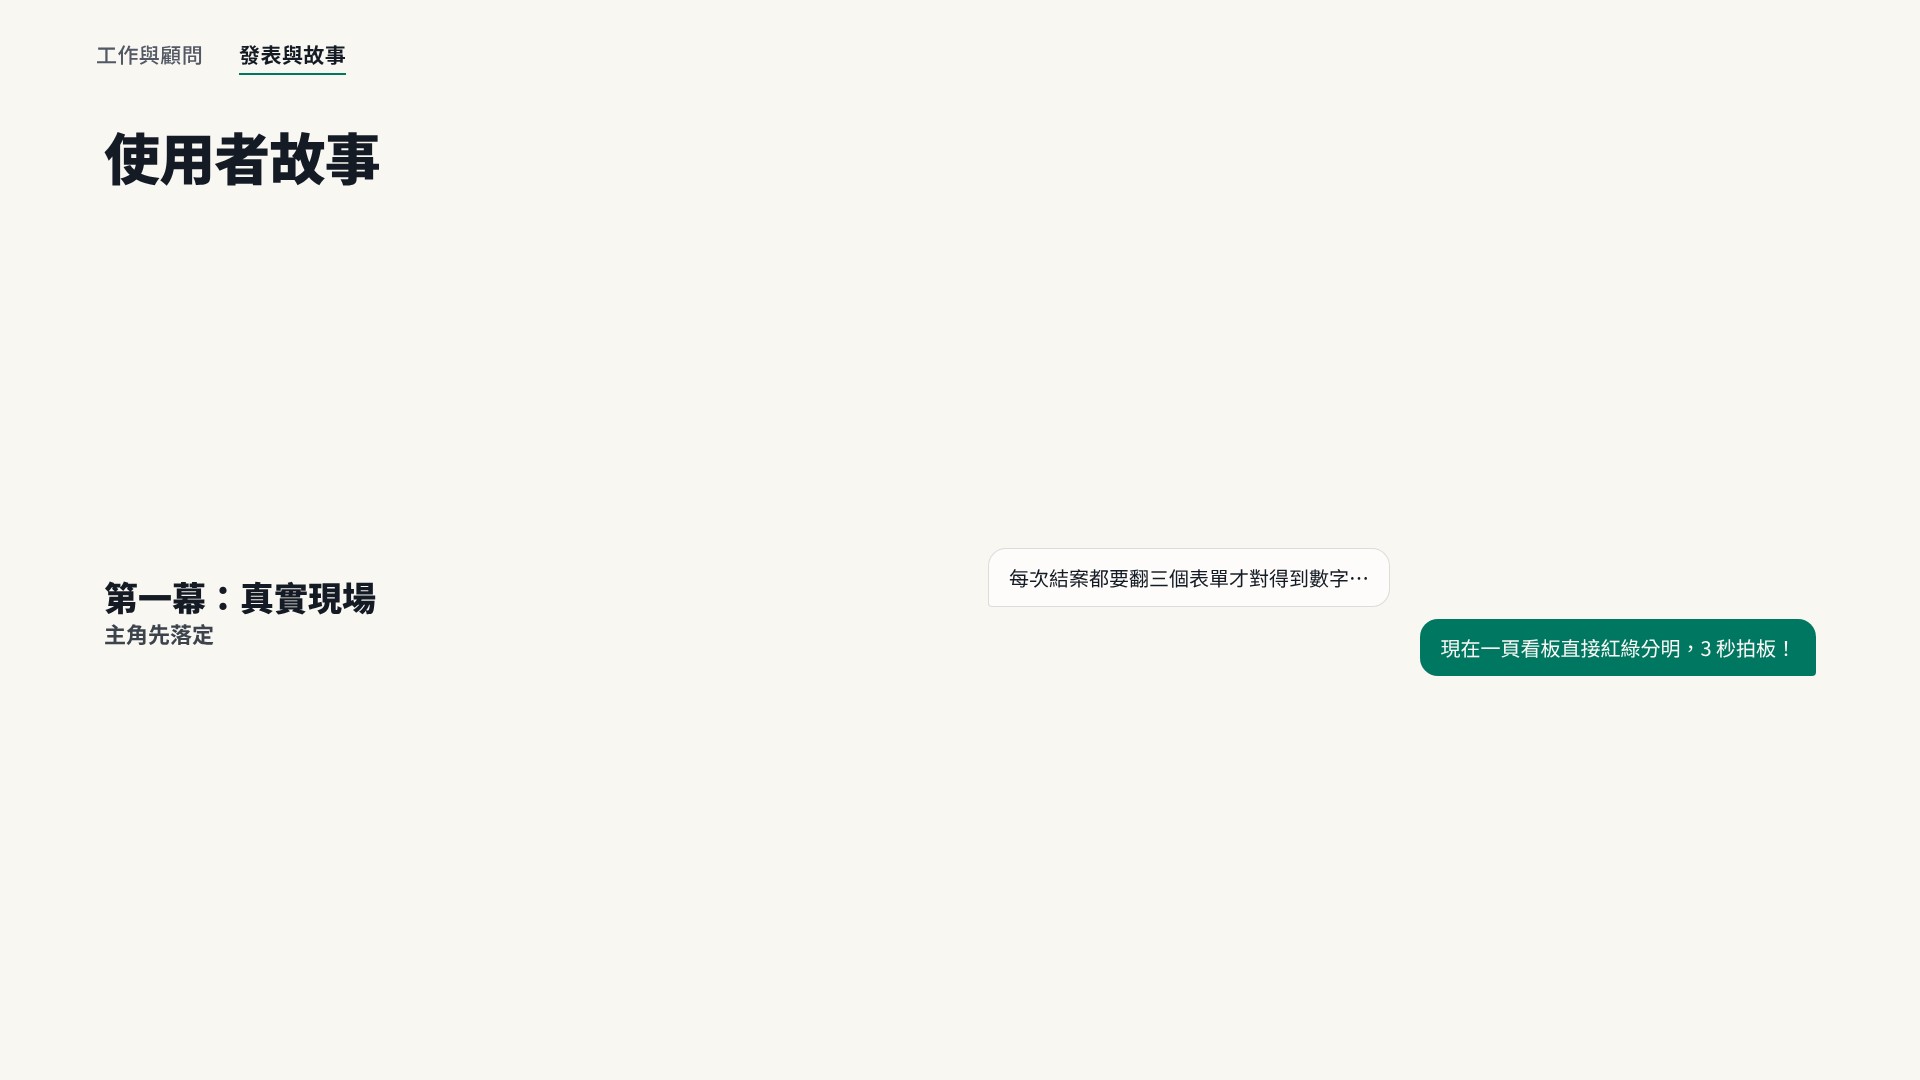 工作與顧問
發表與故事
使用者故事
第一幕：真實現場
主角先落定
每次結案都要翻三個表單才對得到數字⋯
現在一頁看板直接紅綠分明，3 秒拍板！